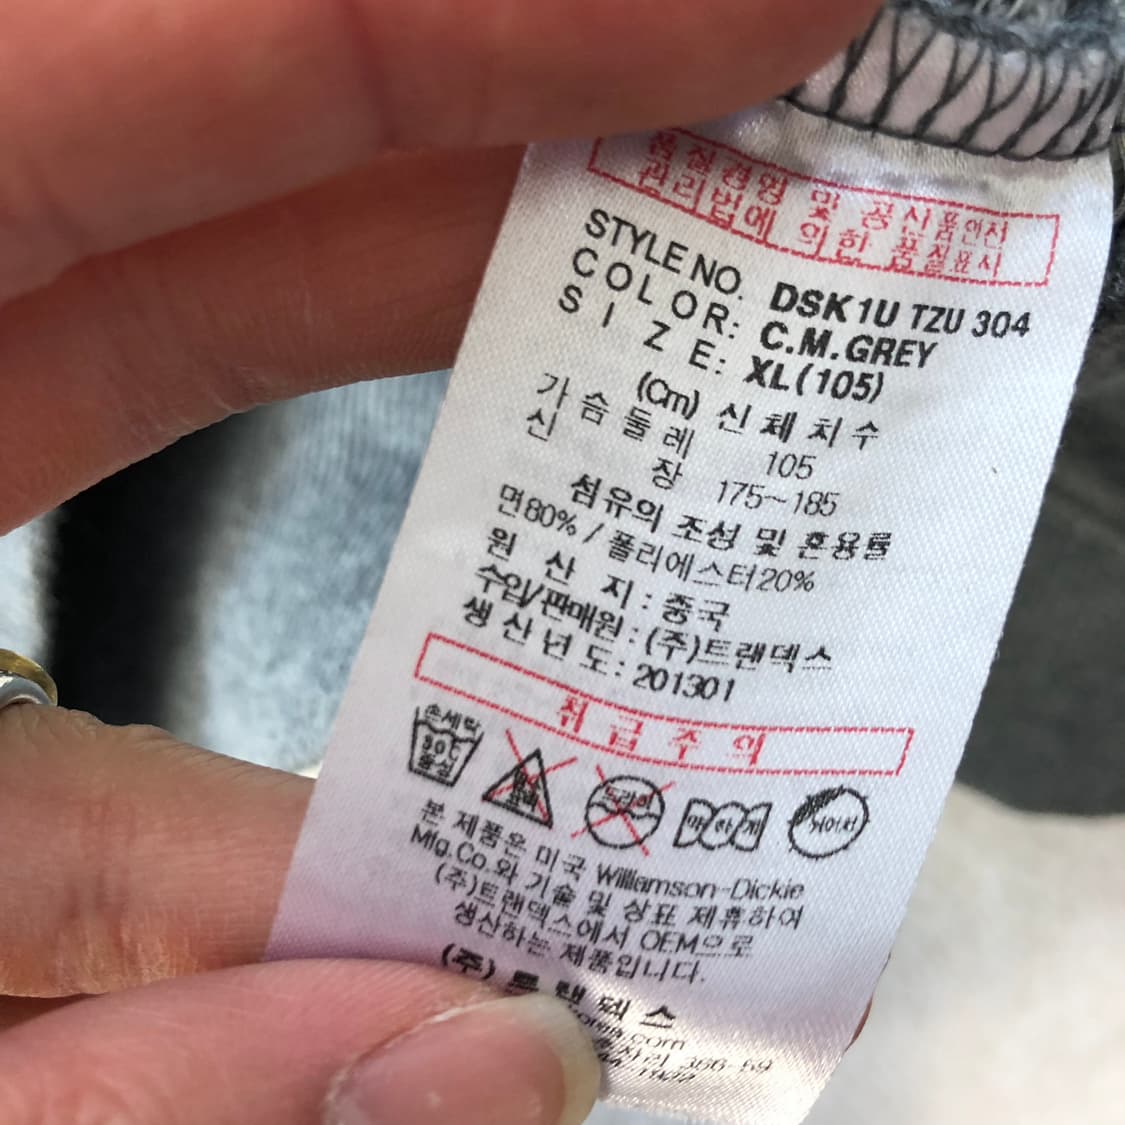 품질경영 및 공산품안전
관리법에 의한 품질표시
STYLE NO. DSK1U TZU 304
COLOR: C.M.GREY
SIZE: XL(105)
(Cm) 신체치수
가슴둘레 105
신장 175~185
섬유의 조성 및 혼용률
면80% / 폴리에스터20%
원산지 : 중국
수입/판매원 : (주)트랜덱스
생산년도 : 201301
취급주의
손세탁
30℃
중성
드라이
약하게
뉘어서
본 제품은 미국 Williamson-Dickie
Mfg.Co.와 기술 및 상표 제휴하여
(주)트랜덱스에서 OEM으로
생산하는 제품입니다.
(주) 트랜덱스
.com
366-59